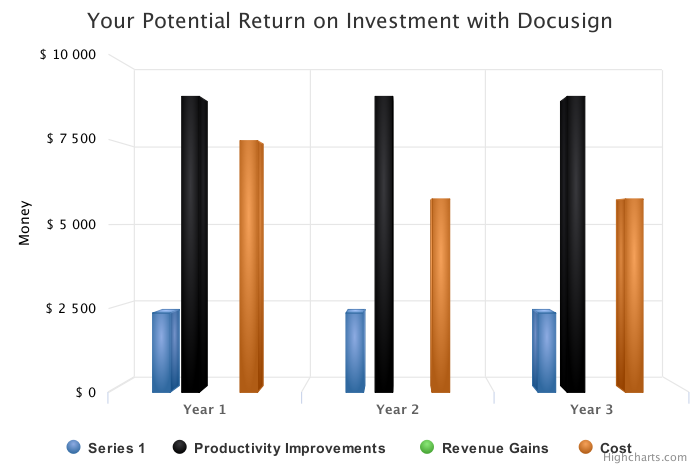 Your Potential Return on Investment with Docusign
$ 10 000
$ 7 500
$ 5 000
$ 2 500
$ 0
Money
Year 1 Year 2 Year 3
Series 1 Productivity Improvements Revenue Gains Cost
Highcharts.com